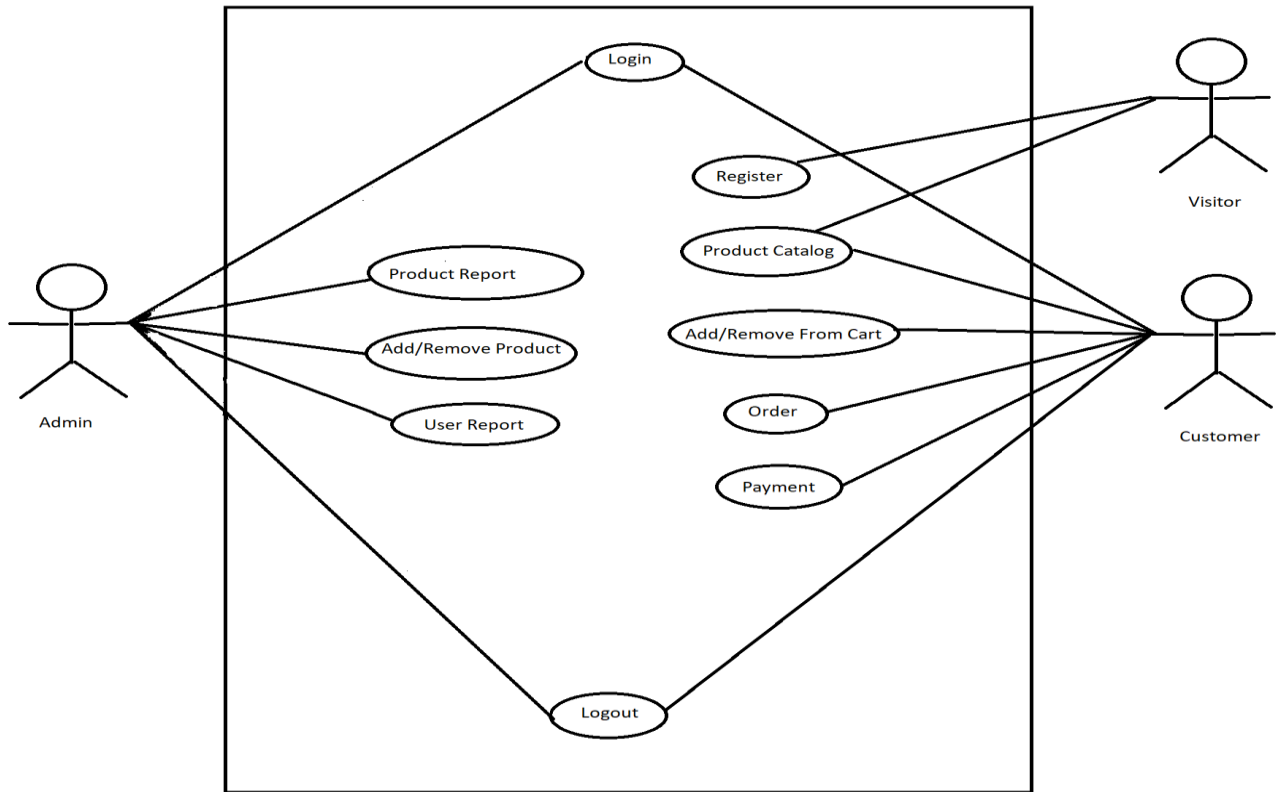 Login
Register
Visitor
Product Catalog
Product Report
Add/Remove From Cart
Add/Remove Product
Order
Admin
User Report
Customer
Payment
Logout